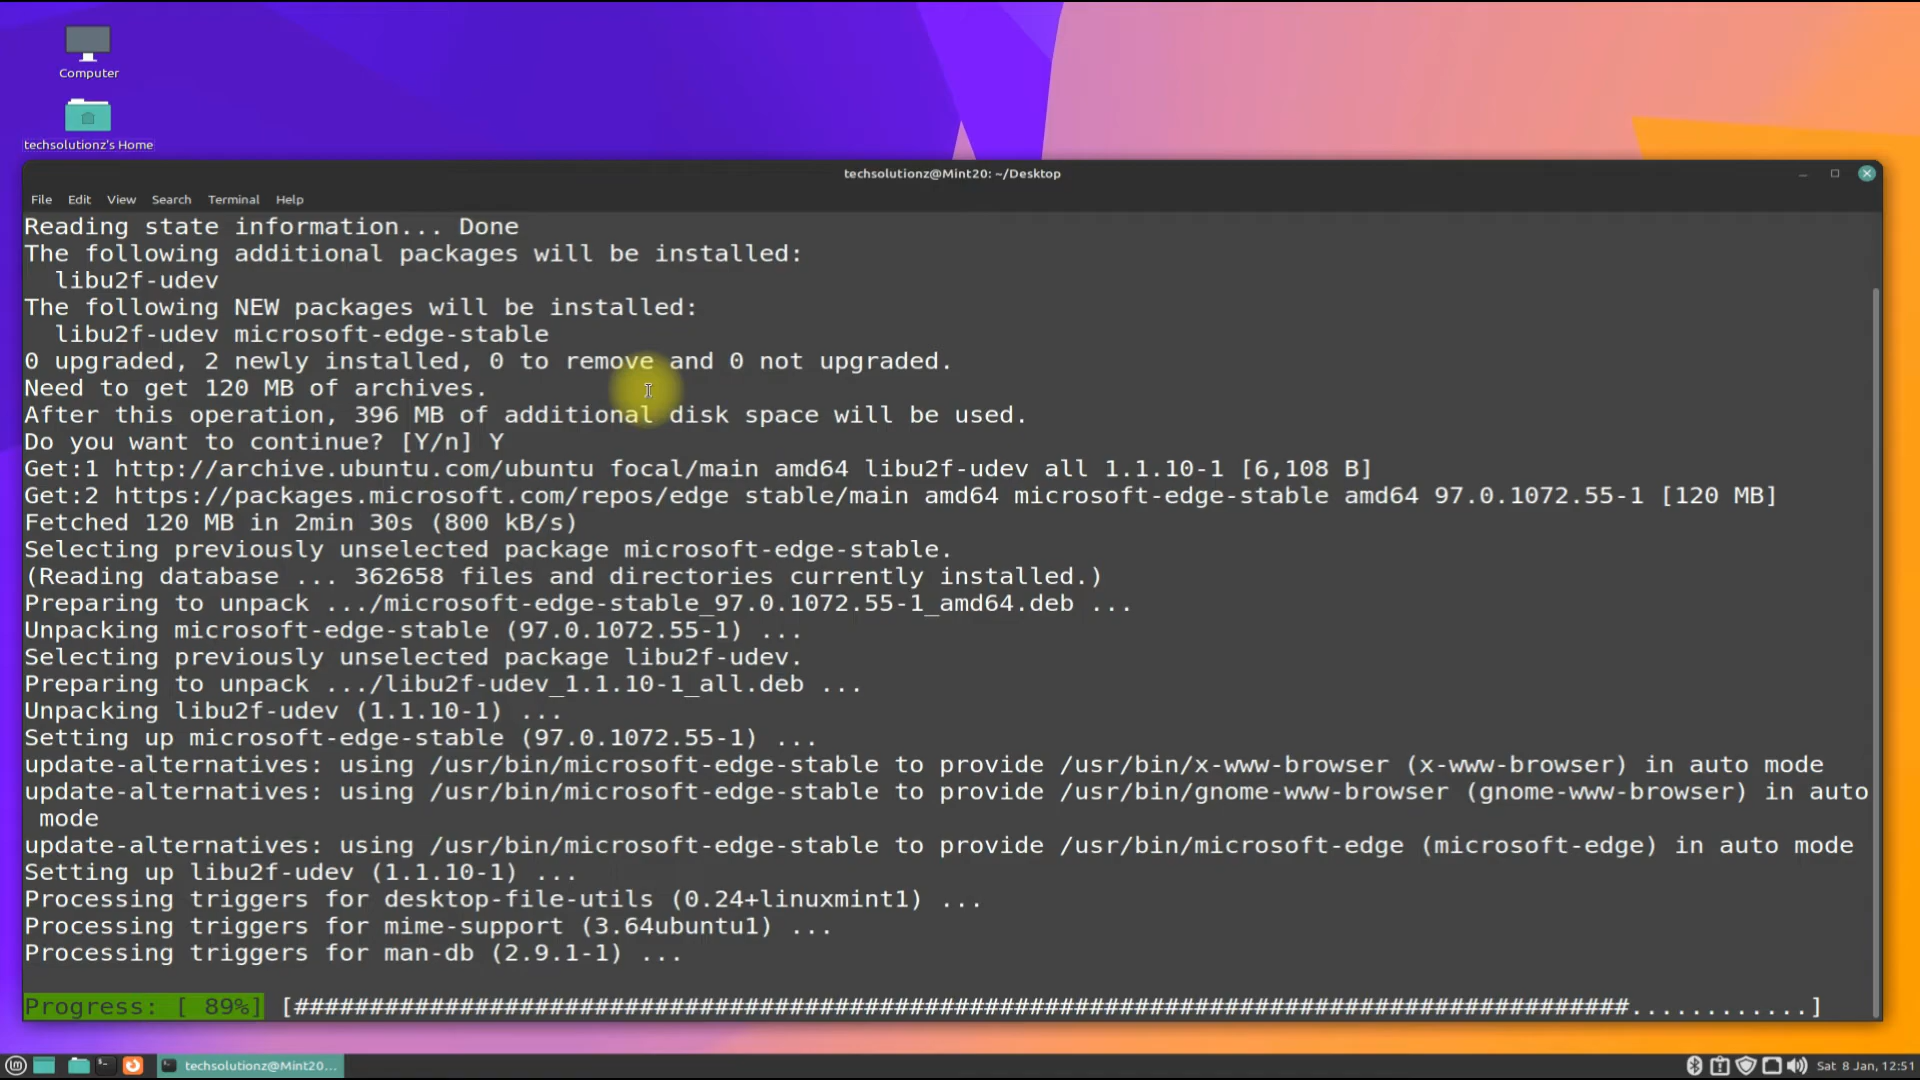 Computer
techsolutionz's Home
techsolutionz@Mint20: ~/Desktop
File Edit View Search Terminal Help
Reading state information... Done
The following additional packages will be installed:
  libu2f-udev
The following NEW packages will be installed:
  libu2f-udev microsoft-edge-stable
0 upgraded, 2 newly installed, 0 to remove and 0 not upgraded.
Need to get 120 MB of archives.
After this operation, 396 MB of additional disk space will be used.
Do you want to continue? [Y/n] Y
Get:1 http://archive.ubuntu.com/ubuntu focal/main amd64 libu2f-udev all 1.1.10-1 [6,108 B]
Get:2 https://packages.microsoft.com/repos/edge stable/main amd64 microsoft-edge-stable amd64 97.0.1072.55-1 [120 MB]
Fetched 120 MB in 2min 30s (800 kB/s)
Selecting previously unselected package microsoft-edge-stable.
(Reading database ... 362658 files and directories currently installed.)
Preparing to unpack .../microsoft-edge-stable_97.0.1072.55-1_amd64.deb ...
Unpacking microsoft-edge-stable (97.0.1072.55-1) ...
Selecting previously unselected package libu2f-udev.
Preparing to unpack .../libu2f-udev_1.1.10-1_all.deb ...
Unpacking libu2f-udev (1.1.10-1) ...
Setting up microsoft-edge-stable (97.0.1072.55-1) ...
update-alternatives: using /usr/bin/microsoft-edge-stable to provide /usr/bin/x-www-browser (x-www-browser) in auto mode
update-alternatives: using /usr/bin/microsoft-edge-stable to provide /usr/bin/gnome-www-browser (gnome-www-browser) in auto
 mode
update-alternatives: using /usr/bin/microsoft-edge-stable to provide /usr/bin/microsoft-edge (microsoft-edge) in auto mode
Setting up libu2f-udev (1.1.10-1) ...
Processing triggers for desktop-file-utils (0.24+linuxmint1) ...
Processing triggers for mime-support (3.64ubuntu1) ...
Processing triggers for man-db (2.9.1-1) ...
Progress: [ 89%] [#########################################################################################............]
techsolutionz@Mint20... Sat 8 Jan, 12:51